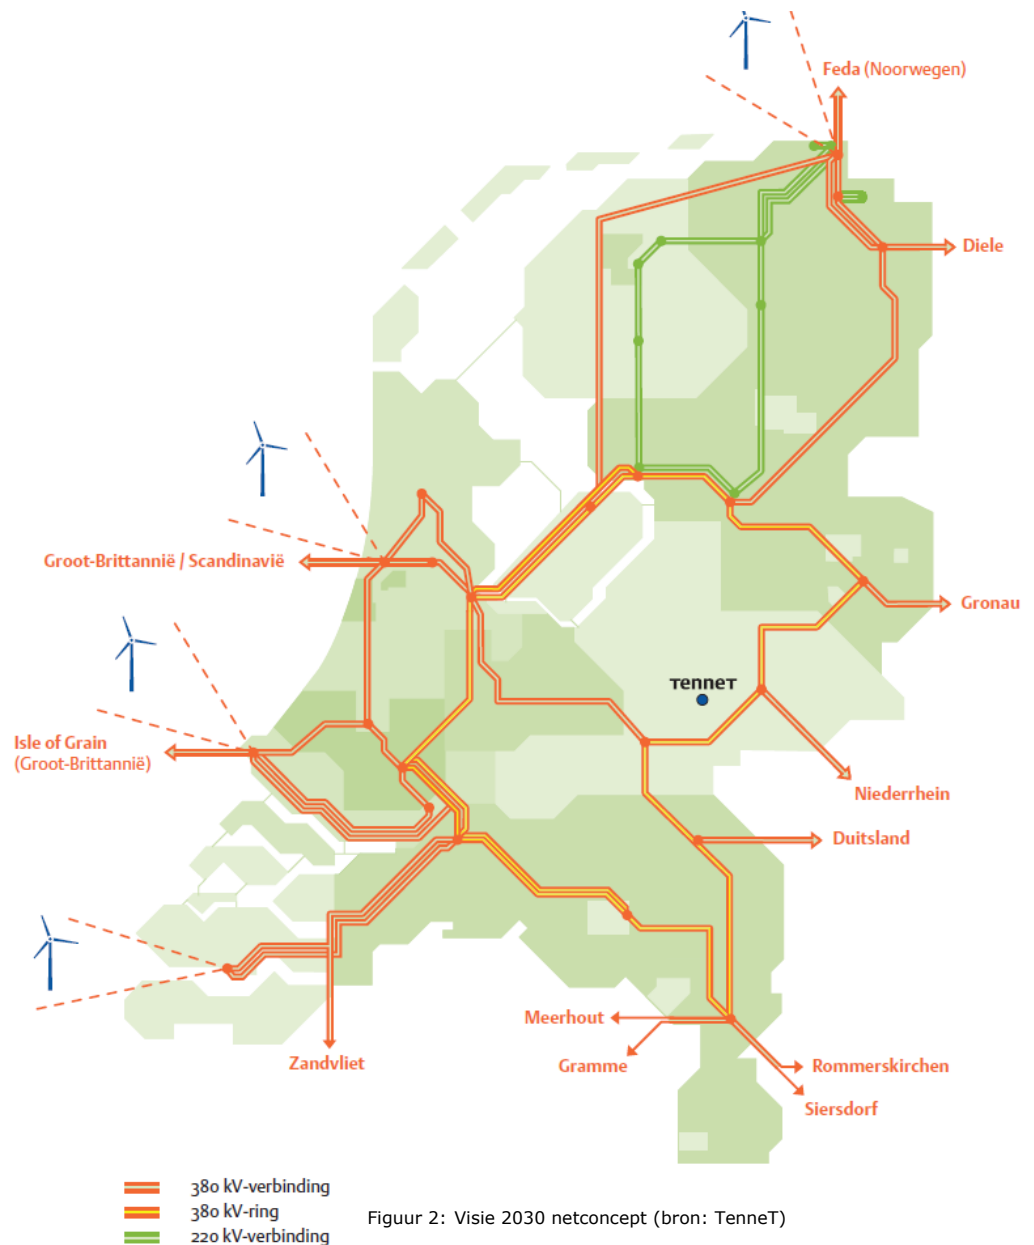 Feda (Noorwegen)
Diele
Groot-Brittannië / Scandinavië
Gronau
TenneT
Isle of Grain
(Groot-Brittannië)
Niederrhein
Duitsland
Meerhout
Gramme
Zandvliet
Rommerskirchen
Siersdorf
380 kV-verbinding
380 kV-ring
220 kV-verbinding
Figuur 2: Visie 2030 netconcept (bron: TenneT)